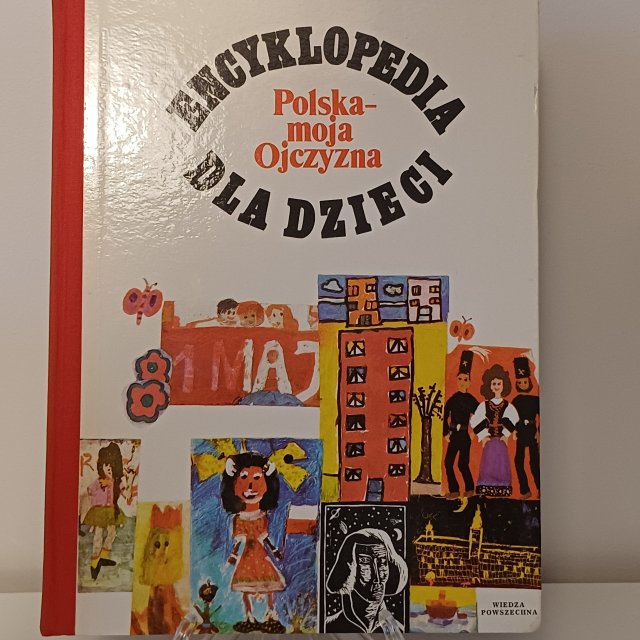 ENCYKLOPEDIA
Polska-
moja
Ojczyzna
DLA DZIECI
1 MAJ
WIEDZA
POWSZECHNA